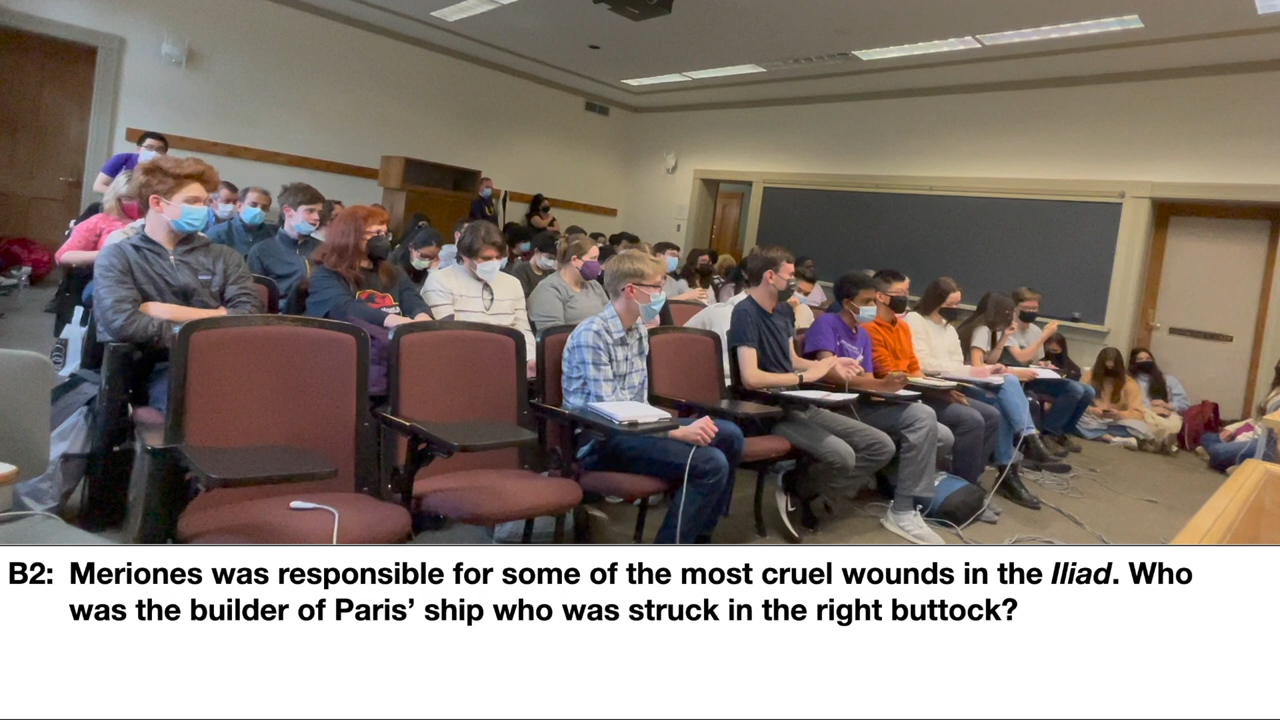 B2: Meriones was responsible for some of the most cruel wounds in the Iliad. Who
was the builder of Paris’ ship who was struck in the right buttock?